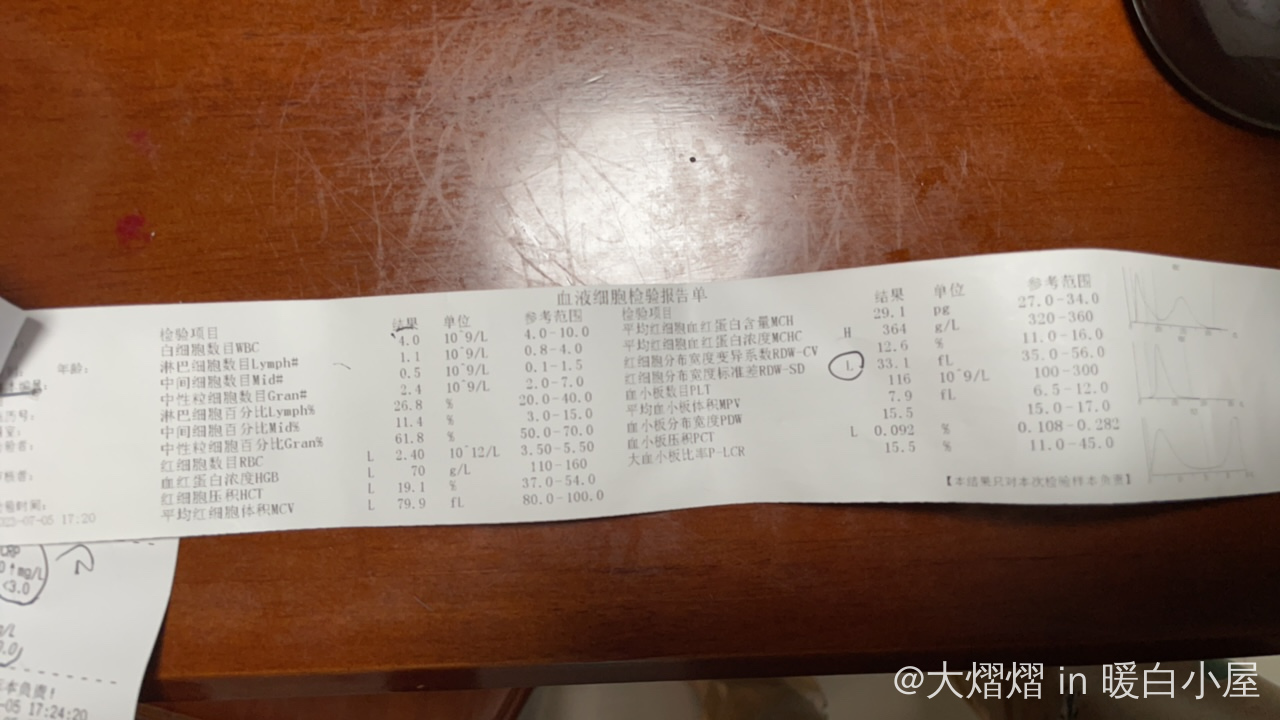 血液细胞检验报告单
检验项目 结果 单位 参考范围
白细胞数目WBC 4.0 10^9/L 4.0-10.0
淋巴细胞数目Lymph# 1.1 10^9/L 0.8-4.0
中间细胞数目Mid# 0.5 10^9/L 0.1-1.5
中性粒细胞数目Gran# 2.4 10^9/L 2.0-7.0
淋巴细胞百分比Lymph% 26.8 % 20.0-40.0
中间细胞百分比Mid% 11.4 % 3.0-15.0
中性粒细胞百分比Gran% 61.8 % 50.0-70.0
红细胞数目RBC L 2.40 10^12/L 3.50-5.50
血红蛋白浓度HGB L 70 g/L 110-160
红细胞压积HCT L 19.1 % 37.0-54.0
平均红细胞体积MCV L 79.9 fL 80.0-100.0
检验项目 结果 单位 参考范围
平均红细胞血红蛋白含量MCH 29.1 pg 27.0-34.0
平均红细胞血红蛋白浓度MCHC H 364 g/L 320-360
红细胞分布宽度变异系数RDW-CV 12.6 % 11.0-16.0
红细胞分布宽度标准差RDW-SD L 33.1 fL 35.0-56.0
血小板数目PLT 116 10^9/L 100-300
平均血小板体积MPV 7.9 fL 6.5-12.0
血小板分布宽度PDW 15.5 15.0-17.0
血小板压积PCT L 0.092 % 0.108-0.282
大血小板比率P-LCR 15.5 % 11.0-45.0
【本结果只对本次检验样本负责】
年龄:
-07-05 17:20
CRP
mg/L
<3.0
本负责!
-05 17:24:20
@大熠熠 in 暖白小屋